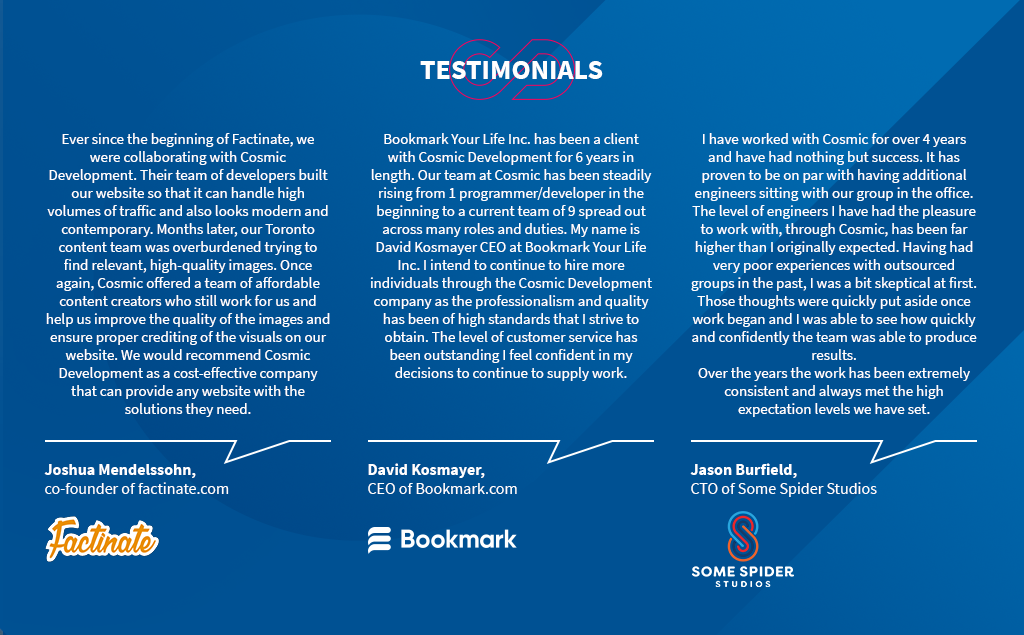 TESTIMONIALS
Ever since the beginning of Factinate, we
were collaborating with Cosmic
Development. Their team of developers built
our website so that it can handle high
volumes of traffic and also looks modern and
contemporary. Months later, our Toronto
content team was overburdened trying to
find relevant, high-quality images. Once
again, Cosmic offered a team of affordable
content creators who still work for us and
help us improve the quality of the images and
ensure proper crediting of the visuals on our
website. We would recommend Cosmic
Development as a cost-effective company
that can provide any website with the
solutions they need.
Joshua Mendelssohn,
co-founder of factinate.com
Factinate
Bookmark Your Life Inc. has been a client
with Cosmic Development for 6 years in
length. Our team at Cosmic has been steadily
rising from 1 programmer/developer in the
beginning to a current team of 9 spread out
across many roles and duties. My name is
David Kosmayer CEO at Bookmark Your Life
Inc. I intend to continue to hire more
individuals through the Cosmic Development
company as the professionalism and quality
has been of high standards that I strive to
obtain. The level of customer service has
been outstanding I feel confident in my
decisions to continue to supply work.
David Kosmayer,
CEO of Bookmark.com
Bookmark
I have worked with Cosmic for over 4 years
and have had nothing but success. It has
proven to be on par with having additional
engineers sitting with our group in the office.
The level of engineers I have had the pleasure
to work with, through Cosmic, has been far
higher than I originally expected. Having had
very poor experiences with outsourced
groups in the past, I was a bit skeptical at first.
Those thoughts were quickly put aside once
work began and I was able to see how quickly
and confidently the team was able to produce
results.
Over the years the work has been extremely
consistent and always met the high
expectation levels we have set.
Jason Burfield,
CTO of Some Spider Studios
SOME SPIDER
STUDIOS